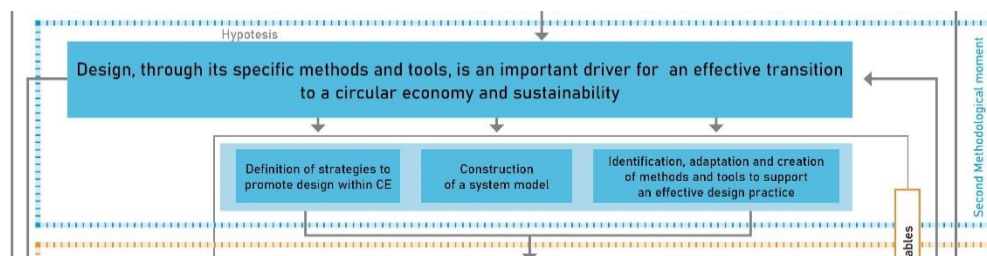 Hypotesis
Design, through its specific methods and tools, is an important driver for an effective transition
to a circular economy and sustainability
Definition of strategies to
promote design within CE
Construction
of a system model
Identification, adaptation and creation
of methods and tools to support
an effective design practice
Second Methodological moment
ables